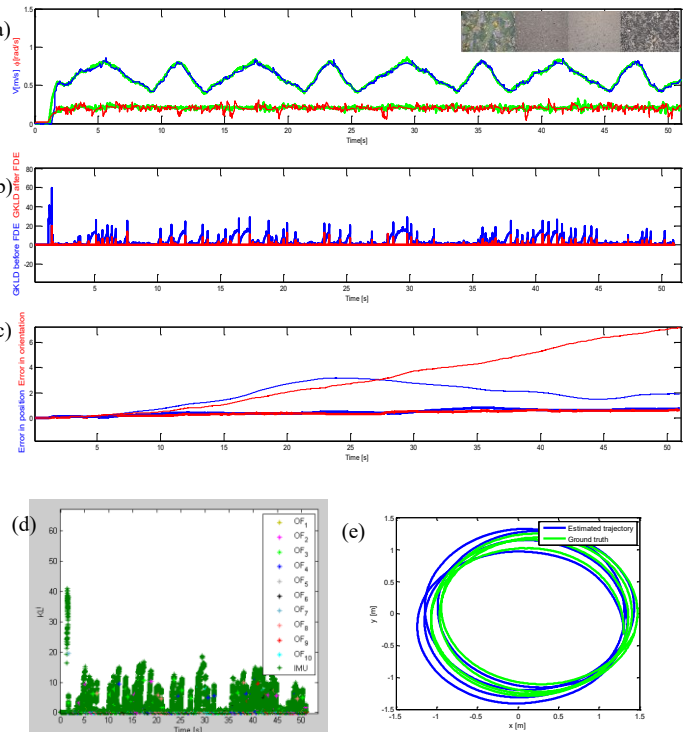 a)
V[m/s] ϕ[rad/s]
1.5
1
0.5
0
0 5 10 15 20 25 30 35 40 45 50
Time[s]
b)
GKLD before FDE GKLD after FDE
80
60
40
20
0
-20
5 10 15 20 25 30 35 40 45 50
Time [s]
c)
Error in position Error in orientation
6
4
2
0
5 10 15 20 25 30 35 40 45 50
Time [s]
(d)
60
50
40
30
20
10
0
0 5 10 15 20 25 30 35 40 45 50
Time [s]
OF1
OF2
OF3
OF4
OF5
OF6
OF7
OF8
OF9
OF10
IMU
(e)
y [m]
1.5
1
0.5
0
-0.5
-1
-1.5
-1.5 -1 -0.5 0 0.5 1 1.5
x [m]
Estimated trajectory
Ground truth